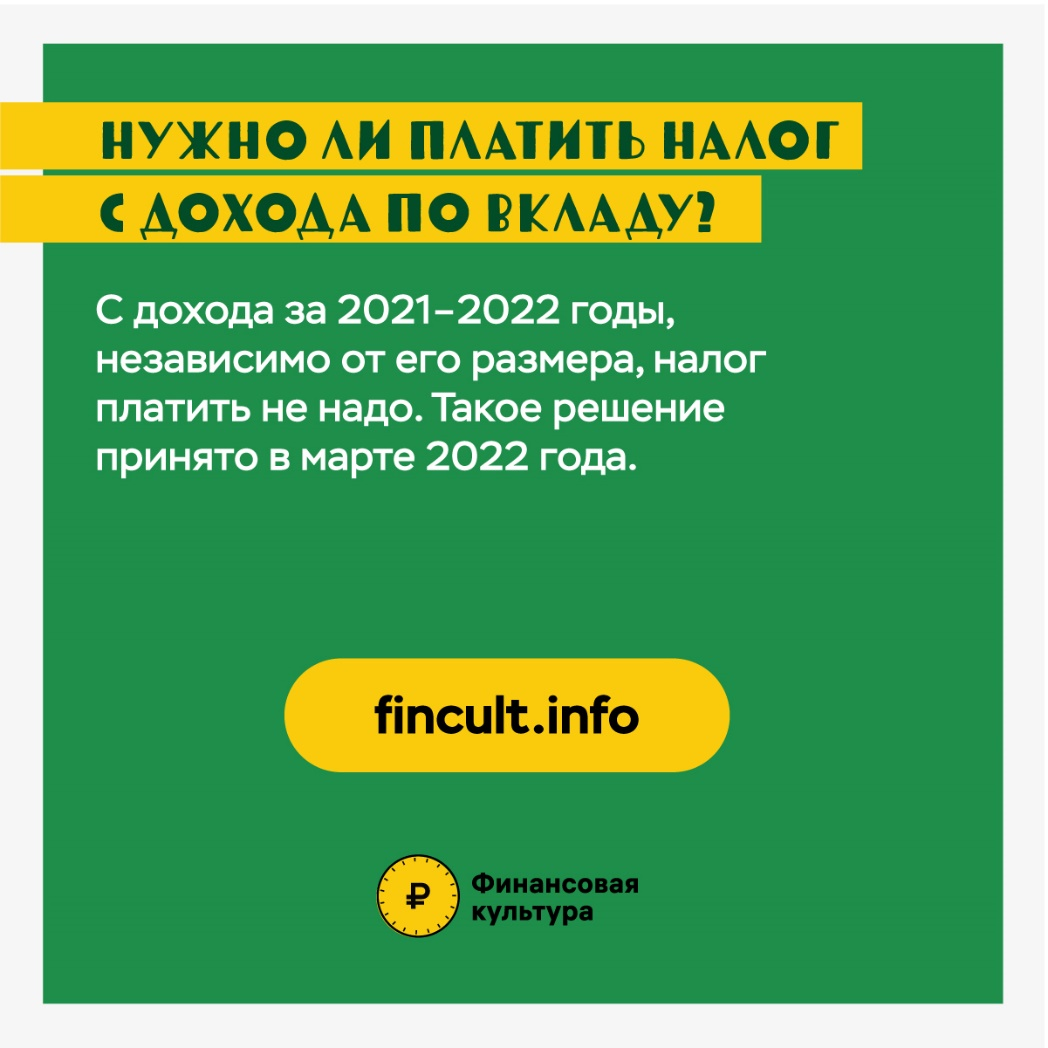 НУЖНО ЛИ ПЛАТИТЬ НАЛОГ
С ДОХОДА ПО ВКЛАДУ?
С дохода за 2021–2022 годы,
независимо от его размера, налог
платить не надо. Такое решение
принято в марте 2022 года.
fincult.info
₽ Финансовая
культура